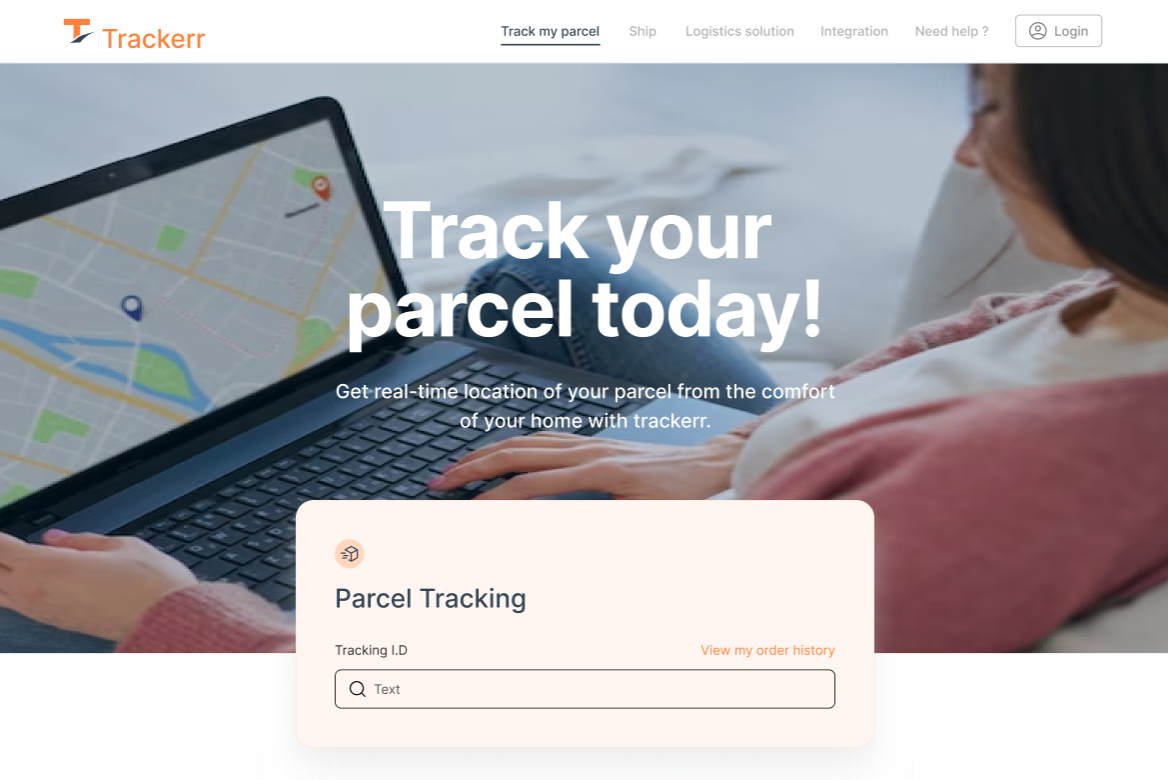 Trackerr
Track my parcel
Ship
Logistics solution
Integration
Need help ?
Login
Track your
parcel today!
Get real-time location of your parcel from the comfort
of your home with trackerr.
Parcel Tracking
Tracking I.D
View my order history
Text